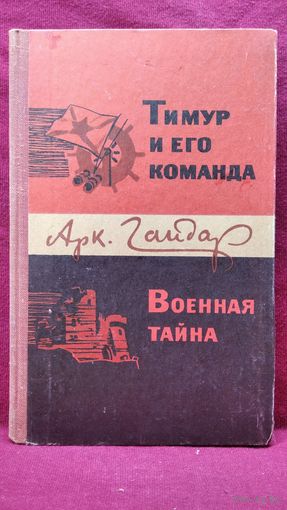 Тимур
и его
команда
Арк. Гайдар
Военная
тайна